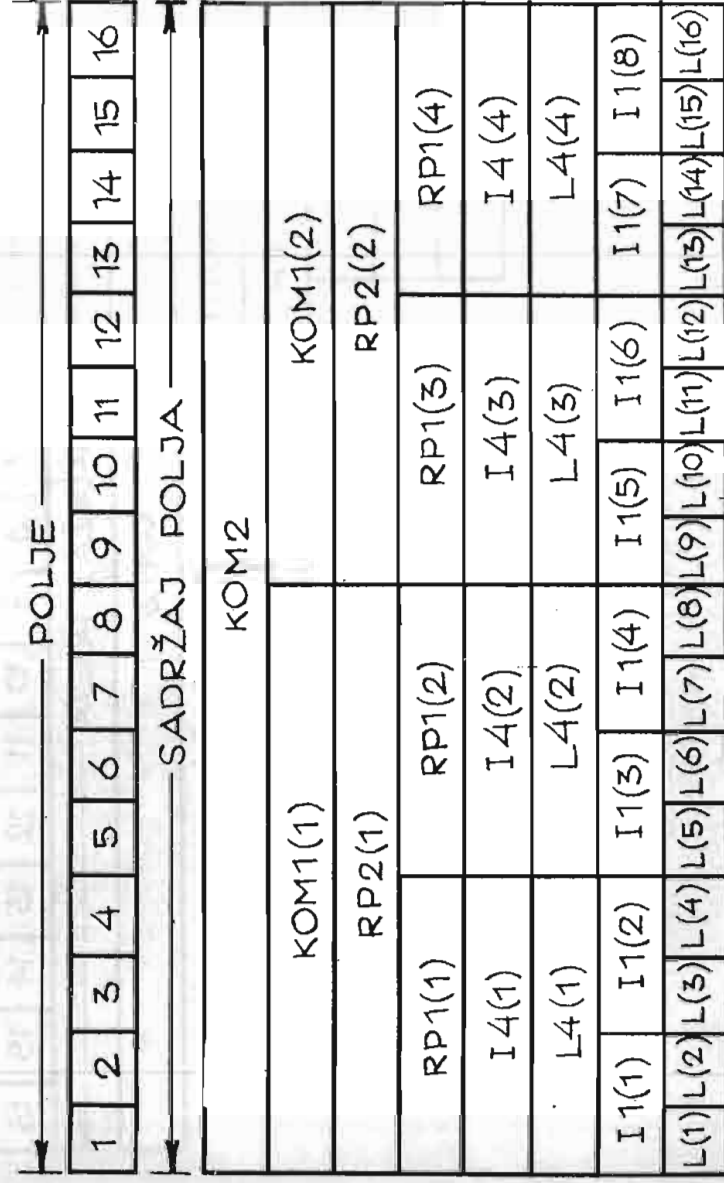 POLJE
1 2 3 4 5 6 7 8 9 10 11 12 13 14 15 16
SADRŽAJ POLJA
KOM2
KOM1(1) KOM1(2)
RP2(1) RP2(2)
RP1(1) RP1(2) RP1(3) RP1(4)
I4(1) I4(2) I4(3) I4(4)
L4(1) L4(2) L4(3) L4(4)
I1(1) I1(2) I1(3) I1(4) I1(5) I1(6) I1(7) I1(8)
L(1) L(2) L(3) L(4) L(5) L(6) L(7) L(8) L(9) L(10) L(11) L(12) L(13) L(14) L(15) L(16)